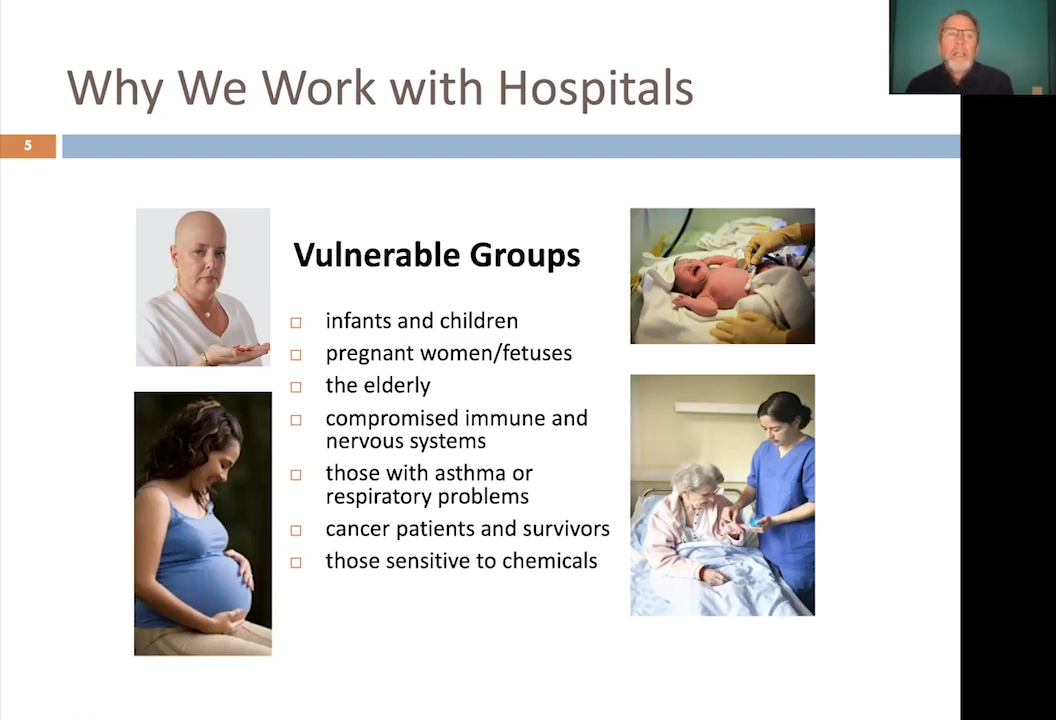 Why We Work with Hospitals
5
Vulnerable Groups
infants and children
pregnant women/fetuses
the elderly
compromised immune and
nervous systems
those with asthma or
respiratory problems
cancer patients and survivors
those sensitive to chemicals